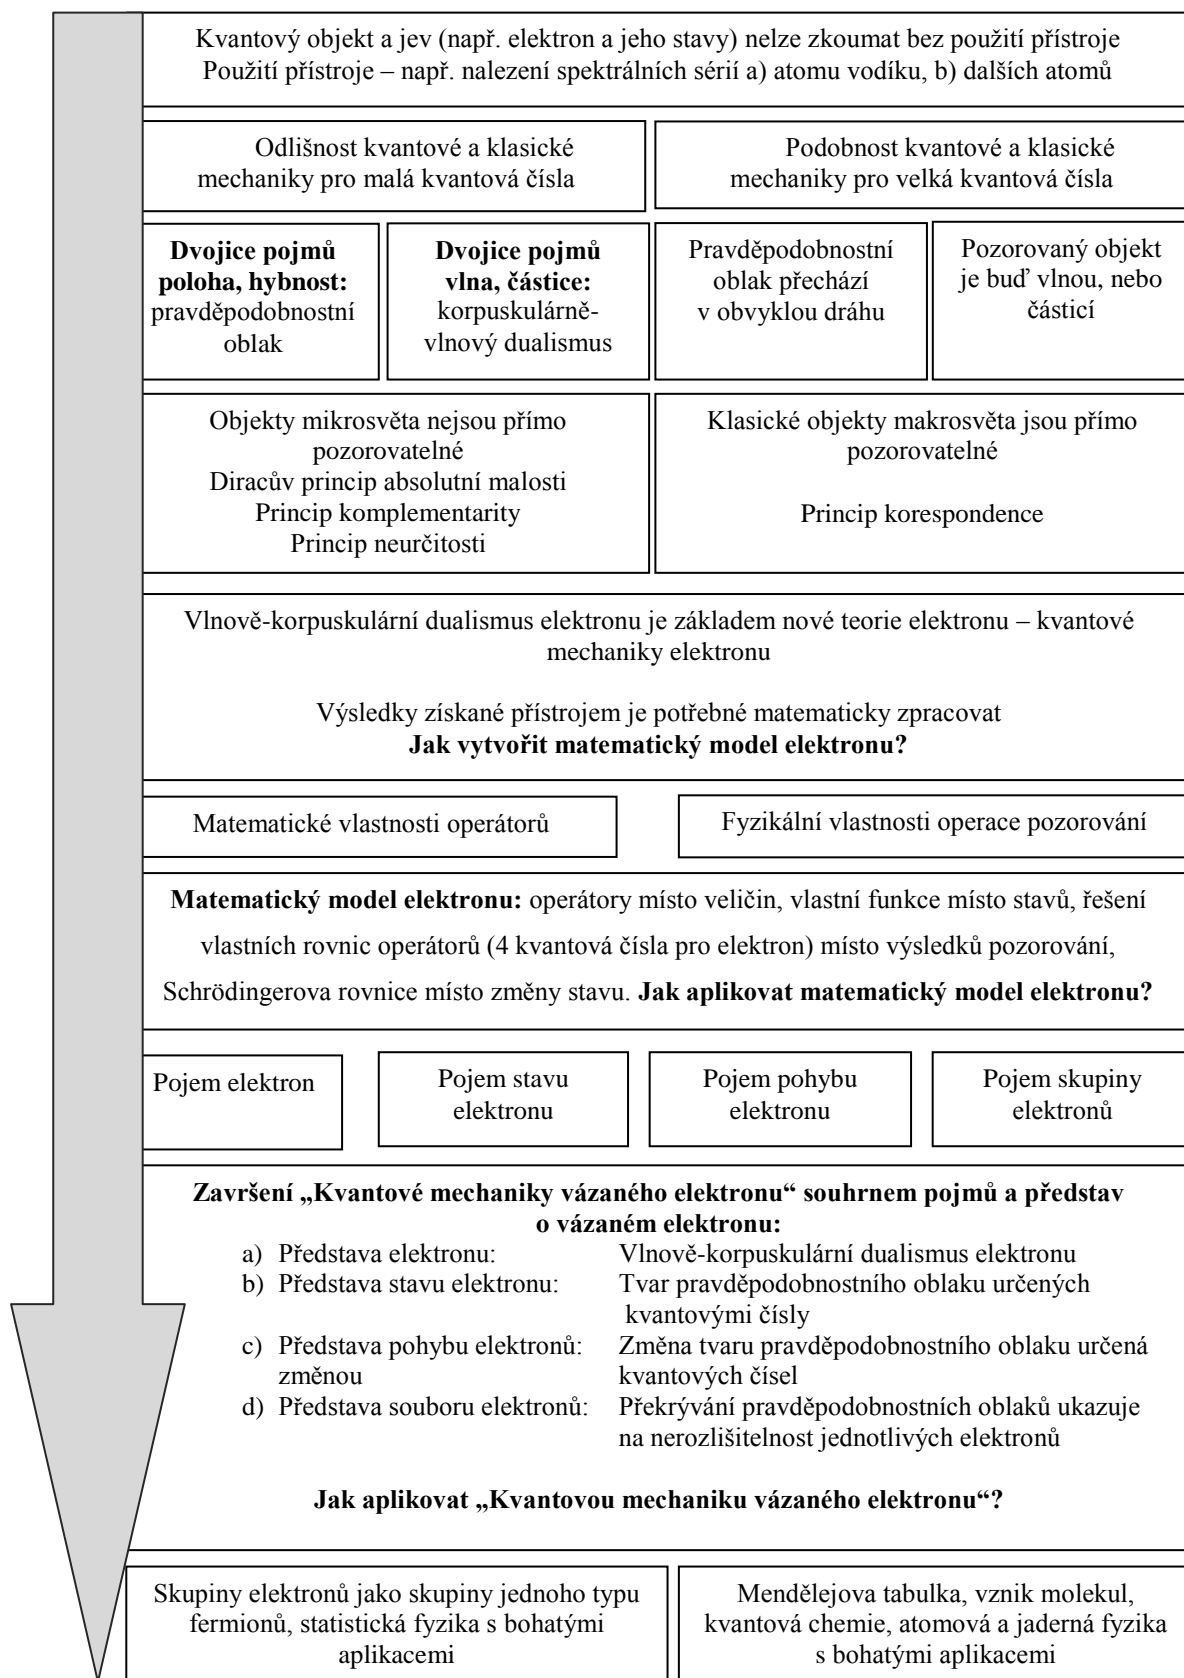 Kvantový objekt a jev (např. elektron a jeho stavy) nelze zkoumat bez použití přístroje
Použití přístroje – např. nalezení spektrálních sérií a) atomu vodíku, b) dalších atomů
Odlišnost kvantové a klasické
mechaniky pro malá kvantová čísla
Podobnost kvantové a klasické
mechaniky pro velká kvantová čísla
Dvojice pojmů
poloha, hybnost:
pravděpodobnostní
oblak
Dvojice pojmů
vlna, částice:
korpuskulárně-
vlnový dualismus
Pravděpodobnostní
oblak přechází
v obvyklou dráhu
Pozorovaný objekt
je buď vlnou, nebo
částicí
Objekty mikrosvěta nejsou přímo
pozorovatelné
Diracův princip absolutní malosti
Princip komplementarity
Princip neurčitosti
Klasické objekty makrosvěta jsou přímo
pozorovatelné
Princip korespondence
Vlnově-korpuskulární dualismus elektronu je základem nové teorie elektronu – kvantové
mechaniky elektronu
Výsledky získané přístrojem je potřebné matematicky zpracovat
Jak vytvořit matematický model elektronu?
Matematické vlastnosti operátorů
Fyzikální vlastnosti operace pozorování
Matematický model elektronu: operátory místo veličin, vlastní funkce místo stavů, řešení
vlastních rovnic operátorů (4 kvantová čísla pro elektron) místo výsledků pozorování,
Schrödingerova rovnice místo změny stavu. Jak aplikovat matematický model elektronu?
Pojem elektron
Pojem stavu
elektronu
Pojem pohybu
elektronu
Pojem skupiny
elektronů
Završení „Kvantové mechaniky vázaného elektronu“ souhrnem pojmů a představ
o vázaném elektronu:
a) Představa elektronu: Vlnově-korpuskulární dualismus elektronu
b) Představa stavu elektronu: Tvar pravděpodobnostního oblaku určených
kvantovými čísly
c) Představa pohybu elektronů: Změna tvaru pravděpodobnostního oblaku určená
změnou kvantových čísel
d) Představa souboru elektronů: Překrývání pravděpodobnostních oblaků ukazuje
na nerozlišitelnost jednotlivých elektronů
Jak aplikovat „Kvantovou mechaniku vázaného elektronu“?
Skupiny elektronů jako skupiny jednoho typu
fermionů, statistická fyzika s bohatými
aplikacemi
Mendělejova tabulka, vznik molekul,
kvantová chemie, atomová a jaderná fyzika
s bohatými aplikacemi